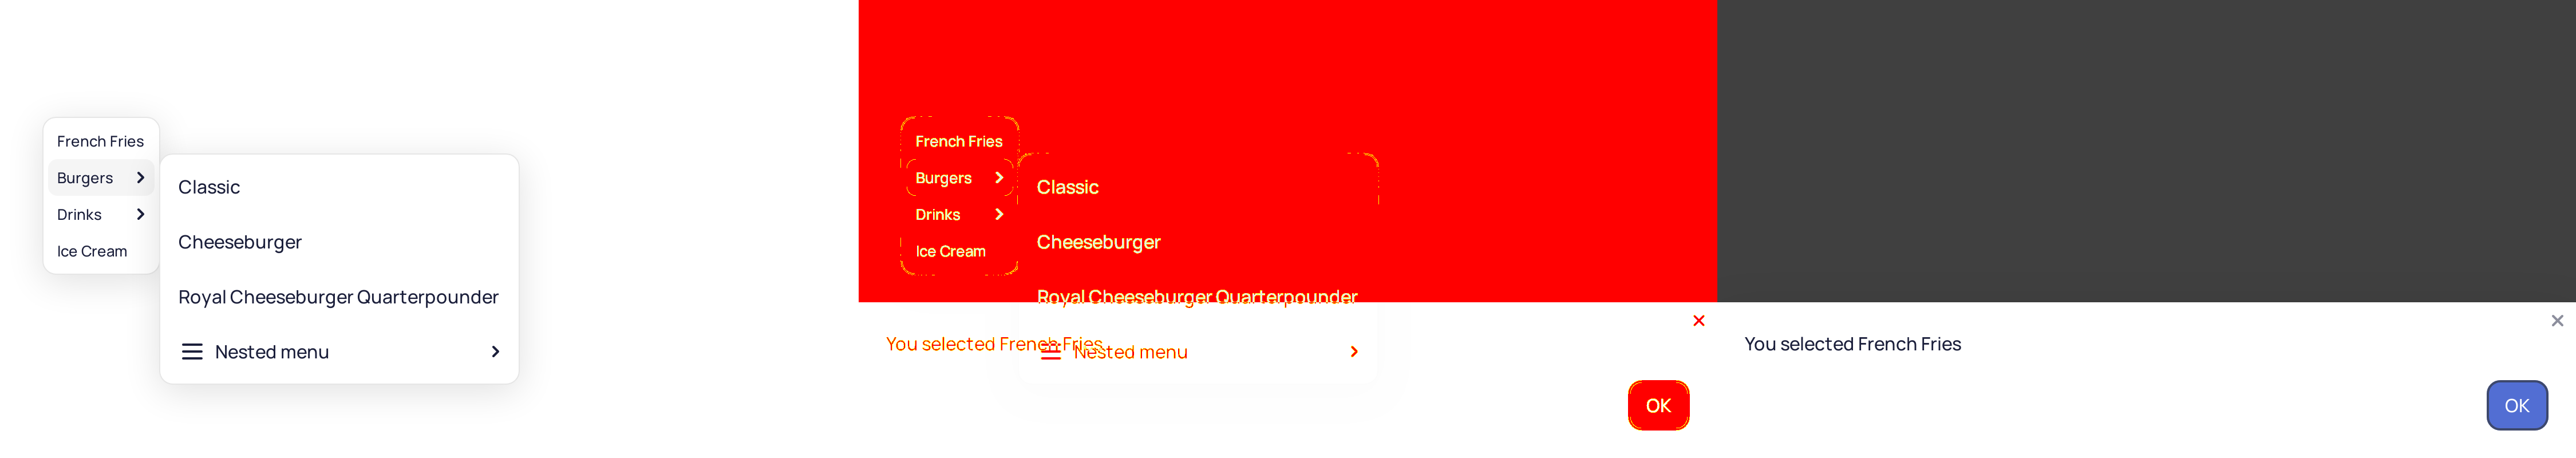 French Fries
Burgers
Drinks
Ice Cream
Classic
Cheeseburger
Royal Cheeseburger Quarterpounder
Nested menu
French Fries
Burgers
Drinks
Ice Cream
Classic
Cheeseburger
Royal Cheeseburger Quarterpounder
You selected French Fries
Nested menu
OK
You selected French Fries
OK